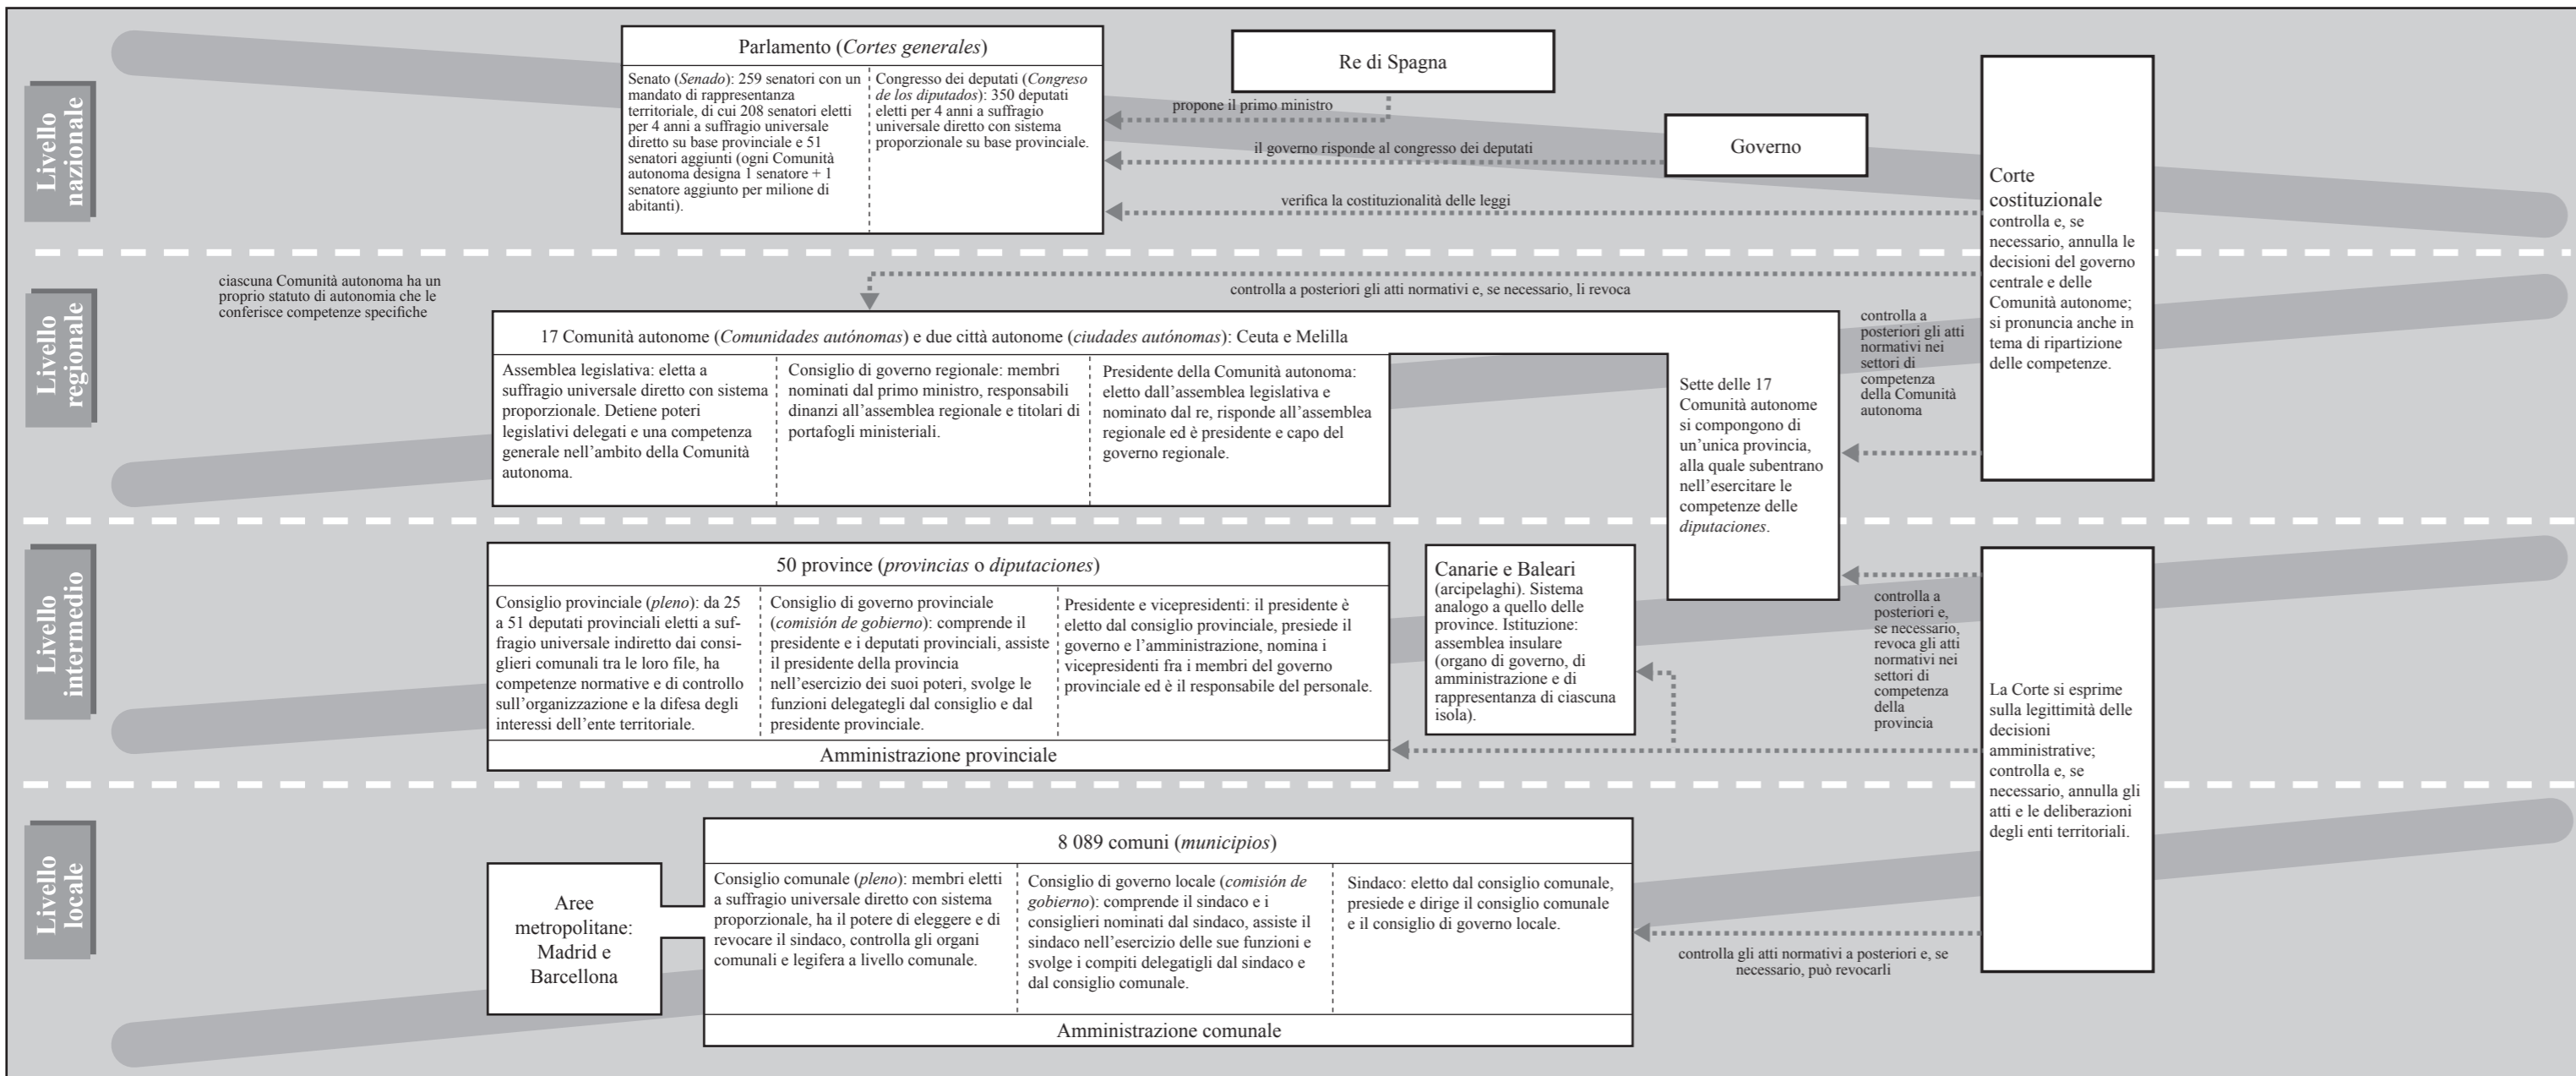 Livello
nazionale
Parlamento (Cortes generales)
Senato (Senado): 259 senatori con un
mandato di rappresentanza
territoriale, di cui 208 senatori eletti
per 4 anni a suffragio universale
diretto su base provinciale e 51
senatori aggiunti (ogni Comunità
autonoma designa 1 senatore + 1
senatore aggiunto per milione di
abitanti).
Congresso dei deputati (Congreso
de los diputados): 350 deputati
eletti per 4 anni a suffragio
universale diretto con sistema
proporzionale su base provinciale.
Re di Spagna
propone il primo ministro
Governo
il governo risponde al congresso dei deputati
verifica la costituzionalità delle leggi
Corte
costituzionale
controlla e, se
necessario, annulla le
decisioni del governo
centrale e delle
Comunità autonome;
si pronuncia anche in
tema di ripartizione
delle competenze.
Livello
regionale
ciascuna Comunità autonoma ha un
proprio statuto di autonomia che le
conferisce competenze specifiche
controlla a posteriori gli atti normativi e, se necessario, li revoca
17 Comunità autonome (Comunidades autónomas) e due città autonome (ciudades autónomas): Ceuta e Melilla
Assemblea legislativa: eletta a
suffragio universale diretto con sistema
proporzionale. Detiene poteri
legislativi delegati e una competenza
generale nell'ambito della Comunità
autonoma.
Consiglio di governo regionale: membri
nominati dal primo ministro, responsabili
dinanzi all'assemblea regionale e titolari di
portafogli ministeriali.
Presidente della Comunità autonoma:
eletto dall'assemblea legislativa e
nominato dal re, risponde all'assemblea
regionale ed è presidente e capo del
governo regionale.
Sette delle 17
Comunità autonome
si compongono di
un'unica provincia,
alla quale subentrano
nell'esercitare le
competenze delle
diputaciones.
controlla a
posteriori gli atti
normativi nei
settori di
competenza
della Comunità
autonoma
Livello
intermedio
50 province (provincias o diputaciones)
Consiglio provinciale (pleno): da 25
a 51 deputati provinciali eletti a suf-
fragio universale indiretto dai consi-
glieri comunali tra le loro file, ha
competenze normative e di controllo
sull'organizzazione e la difesa degli
interessi dell'ente territoriale.
Consiglio di governo provinciale
(comisión de gobierno): comprende il
presidente e i deputati provinciali, assiste
il presidente della provincia
nell'esercizio dei suoi poteri, svolge le
funzioni delegategli dal consiglio e dal
presidente provinciale.
Presidente e vicepresidenti: il presidente è
eletto dal consiglio provinciale, presiede il
governo e l'amministrazione, nomina i
vicepresidenti fra i membri del governo
provinciale ed è il responsabile del personale.
Amministrazione provinciale
Canarie e Baleari
(arcipelaghi). Sistema
analogo a quello delle
province. Istituzione:
assemblea insulare
(organo di governo, di
amministrazione e di
rappresentanza di ciascuna
isola).
controlla a
posteriori e,
se necessario,
revoca gli atti
normativi nei
settori di
competenza
della
provincia
La Corte si esprime
sulla legittimità delle
decisioni
amministrative;
controlla e, se
necessario, annulla gli
atti e le deliberazioni
degli enti territoriali.
Livello
locale
Aree
metropolitane:
Madrid e
Barcellona
8 089 comuni (municipios)
Consiglio comunale (pleno): membri eletti
a suffragio universale diretto con sistema
proporzionale, ha il potere di eleggere e di
revocare il sindaco, controlla gli organi
comunali e legifera a livello comunale.
Consiglio di governo locale (comisión de
gobierno): comprende il sindaco e i
consiglieri nominati dal sindaco, assiste il
sindaco nell'esercizio delle sue funzioni e
svolge i compiti delegatigli dal sindaco e
dal consiglio comunale.
Sindaco: eletto dal consiglio comunale,
presiede e dirige il consiglio comunale
e il consiglio di governo locale.
Amministrazione comunale
controlla gli atti normativi a posteriori e, se
necessario, può revocarli